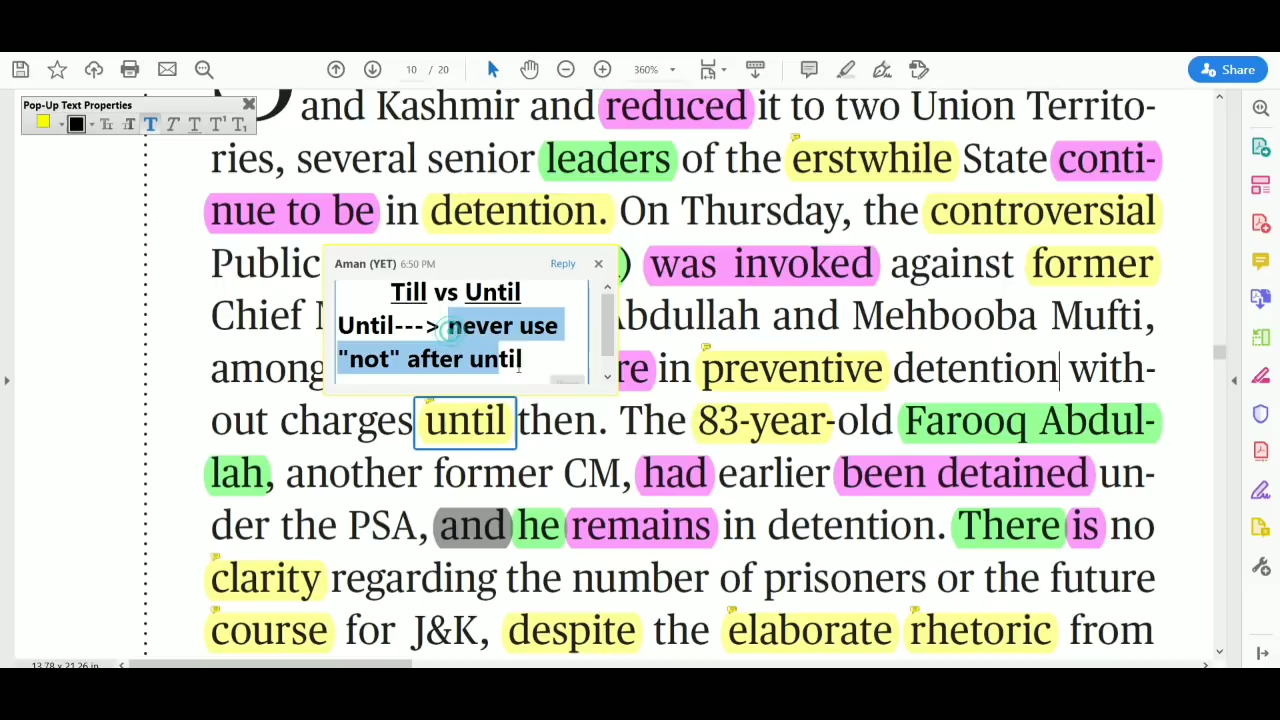 10 / 20
360%
Share
Pop-Up Text Properties
and Kashmir and reduced it to two Union Territo-
ries, several senior leaders of the erstwhile State conti-
nue to be in detention. On Thursday, the controversial
Public ) was invoked against former
Chief Abdullah and Mehbooba Mufti,
among re in preventive detention with-
out charges until then. The 83-year-old Farooq Abdul-
lah, another former CM, had earlier been detained un-
der the PSA, and he remains in detention. There is no
clarity regarding the number of prisoners or the future
course for J&K, despite the elaborate rhetoric from
Aman (YET) 6:50 PM Reply
Till vs Until
Until---> never use
"not" after until
13.78 x 21.26 in